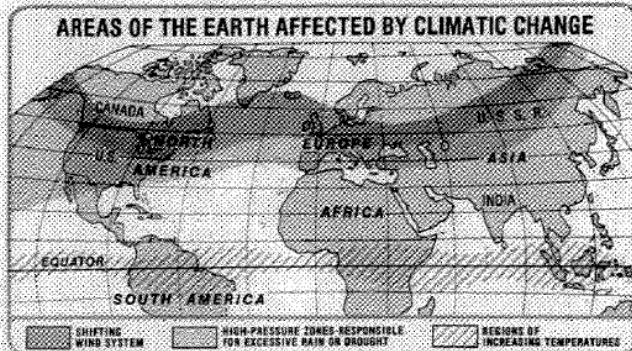 AREAS OF THE EARTH AFFECTED BY CLIMATIC CHANGE
CANADA
U.S.S.R.
NORTH
EUROPE
U.S.
ASIA
AMERICA
INDIA
AFRICA
EQUATOR
SOUTH AMERICA
SHIFTING
WIND SYSTEM
HIGH-PRESSURE ZONES-RESPONSIBLE
FOR EXCESSIVE RAIN OR DROUGHT
REGIONS OF
INCREASING TEMPERATURES